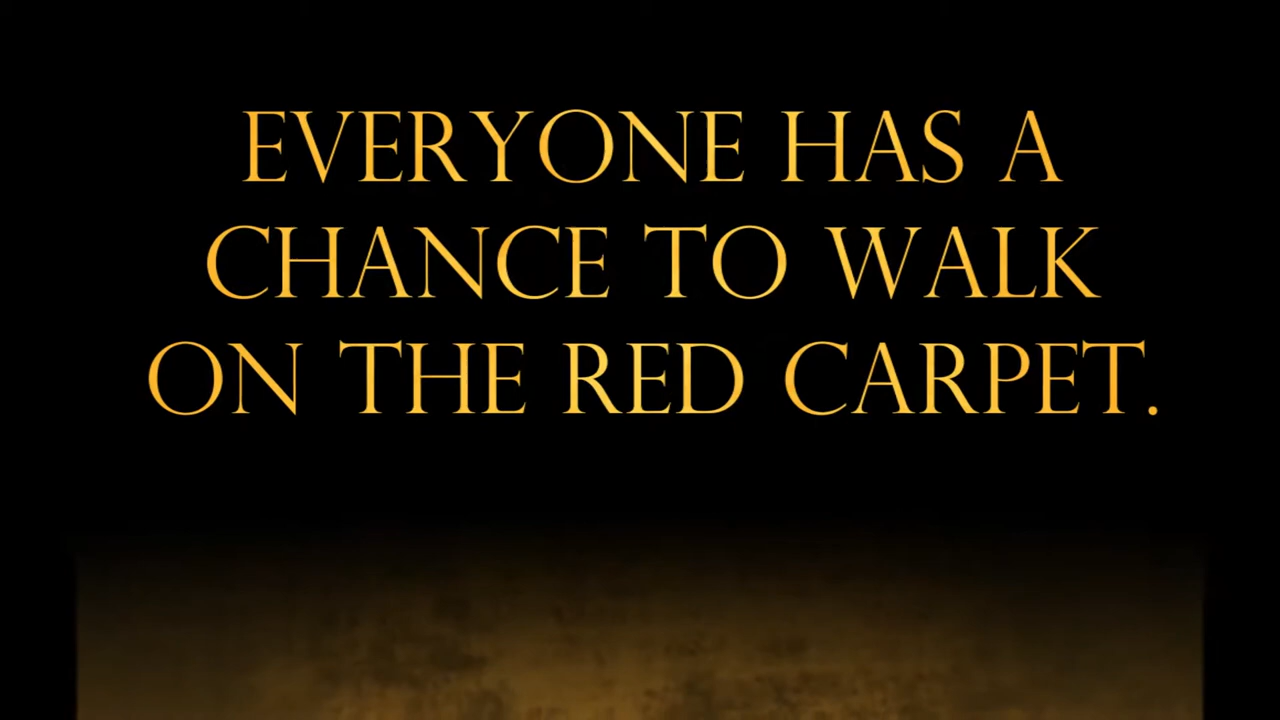 EVERYONE HAS A
CHANCE TO WALK
ON THE RED CARPET.